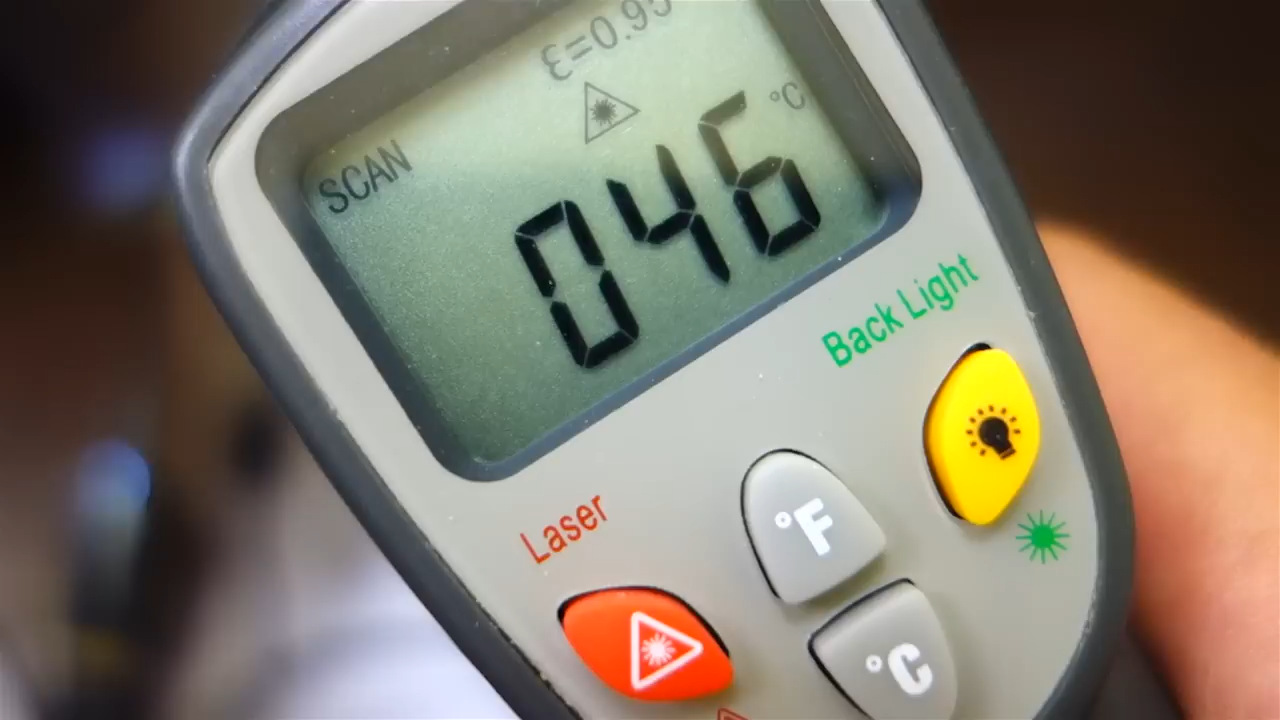 ε=0.95
SCAN
046 °C
Back Light
Laser
°F
°C